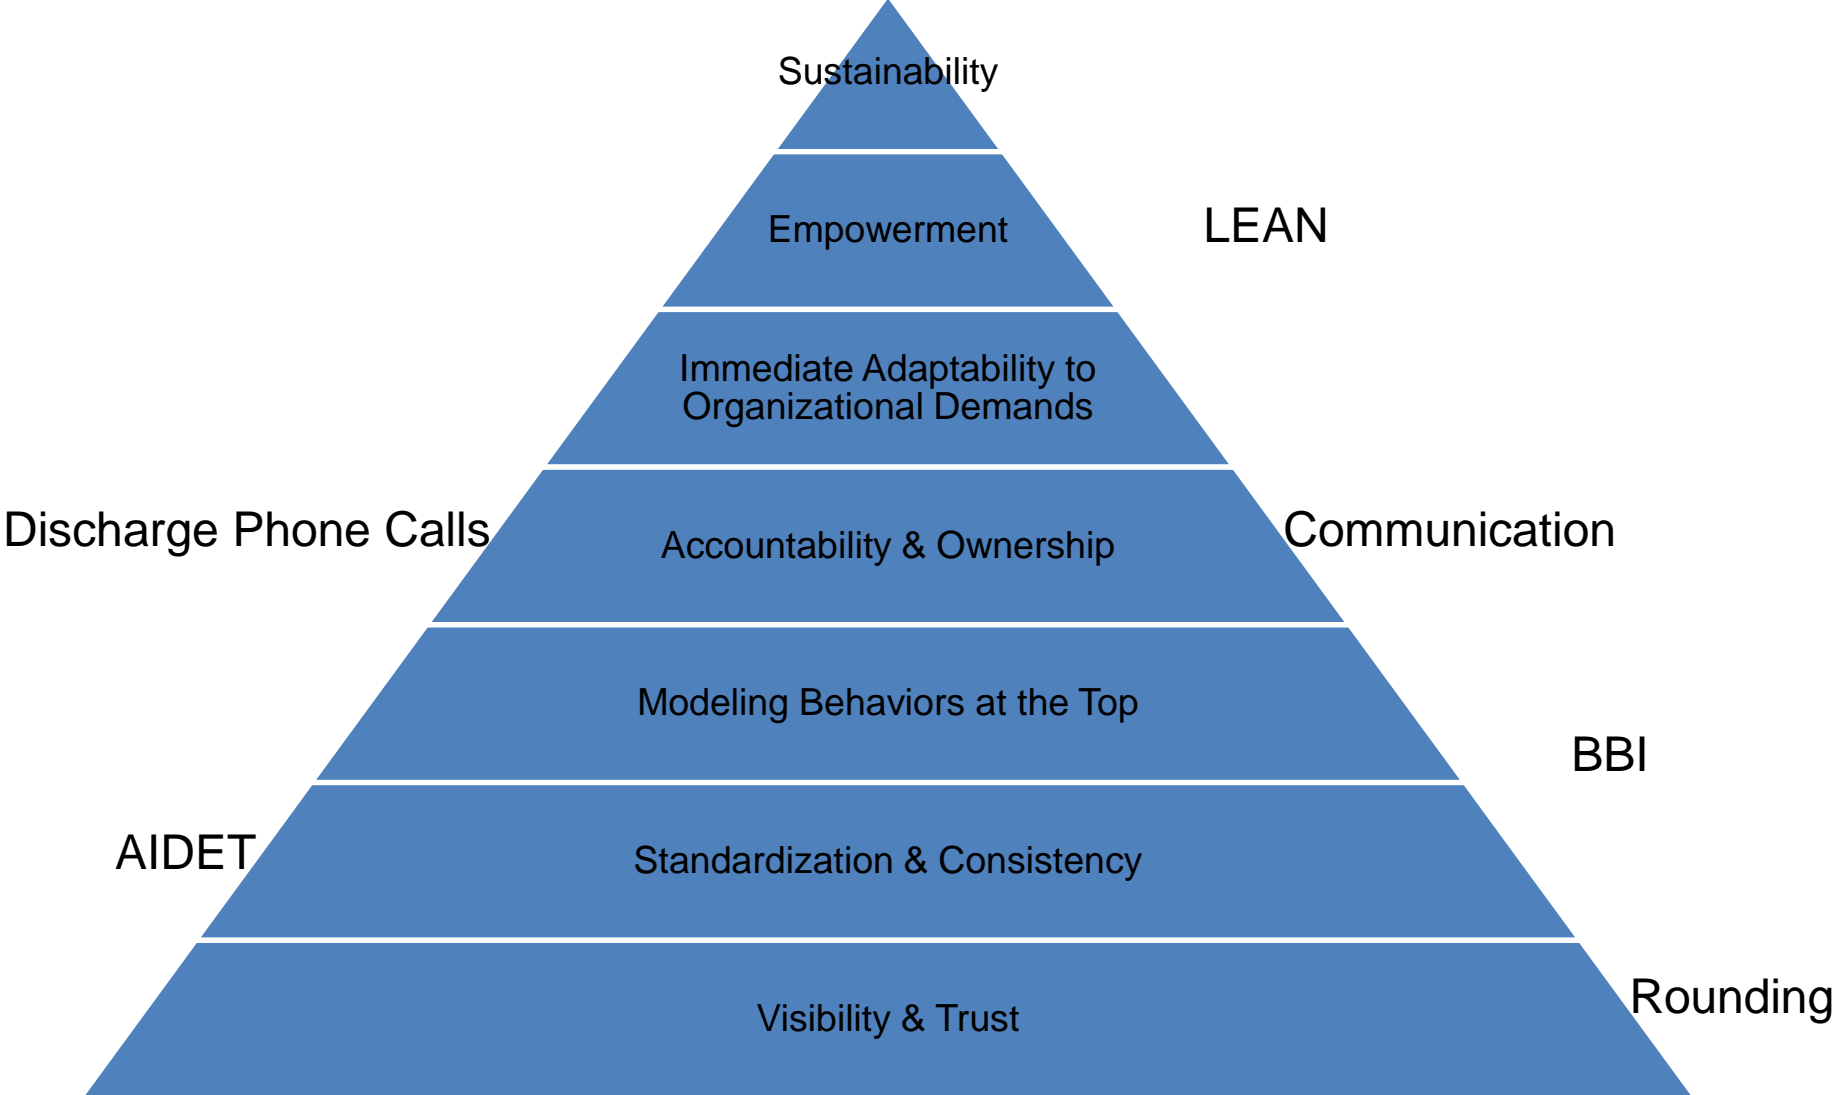 Sustainability
Empowerment
LEAN
Immediate Adaptability to
Organizational Demands
Discharge Phone Calls
Accountability & Ownership
Communication
Modeling Behaviors at the Top
BBI
AIDET
Standardization & Consistency
Rounding
Visibility & Trust